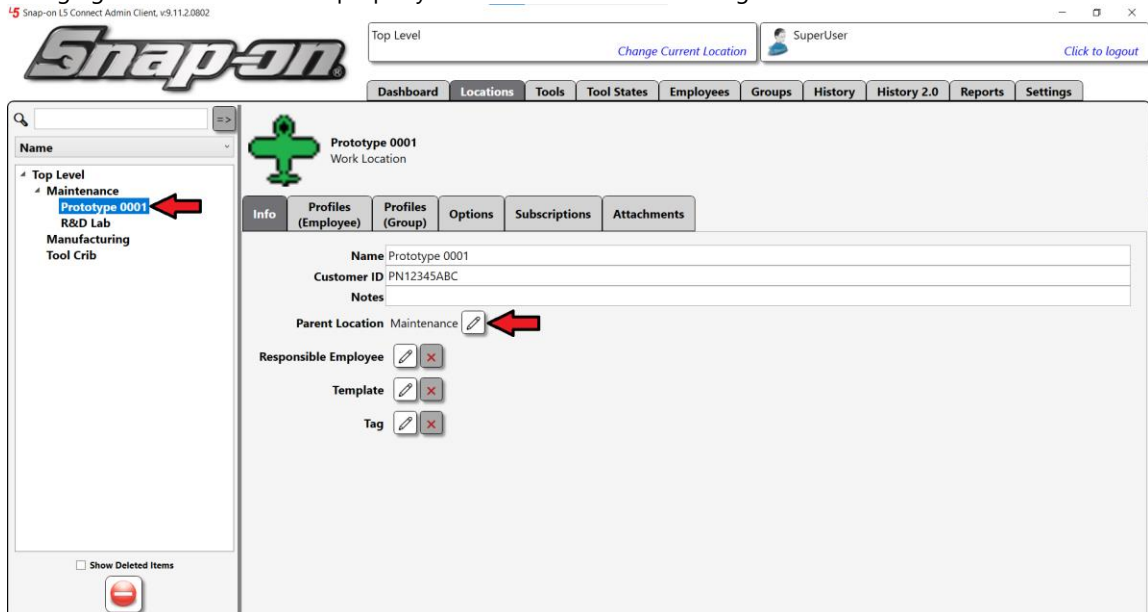 L5 Snap-on L5 Connect Admin Client, v:9.11.2.0802
Snap-on®
Top Level
Change Current Location
SuperUser
Click to logout
Dashboard Locations Tools Tool States Employees Groups History History 2.0 Reports Settings
=>
Name
Top Level
Maintenance
Prototype 0001
R&D Lab
Manufacturing
Tool Crib
Show Deleted Items
Prototype 0001
Work Location
Info Profiles (Employee) Profiles (Group) Options Subscriptions Attachments
Name Prototype 0001
Customer ID PN12345ABC
Notes
Parent Location Maintenance
Responsible Employee
Template
Tag